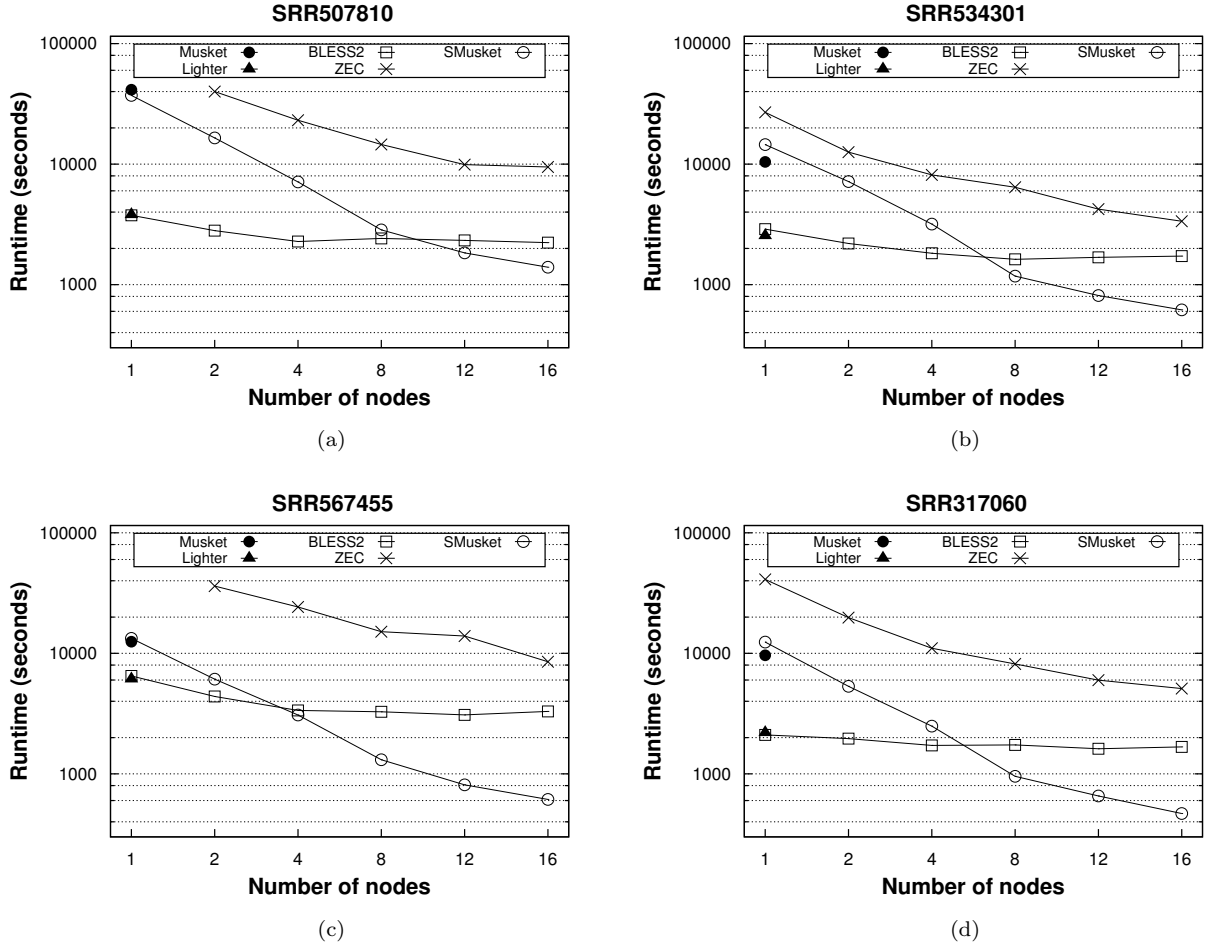 SRR507810
100000
10000
1000
Runtime (seconds)
Musket BLESS2 SMusket
Lighter ZEC
1 2 4 8 12 16
Number of nodes
(a)
SRR534301
100000
10000
1000
Runtime (seconds)
Musket BLESS2 SMusket
Lighter ZEC
1 2 4 8 12 16
Number of nodes
(b)
SRR567455
100000
10000
1000
Runtime (seconds)
Musket BLESS2 SMusket
Lighter ZEC
1 2 4 8 12 16
Number of nodes
(c)
SRR317060
100000
10000
1000
Runtime (seconds)
Musket BLESS2 SMusket
Lighter ZEC
1 2 4 8 12 16
Number of nodes
(d)